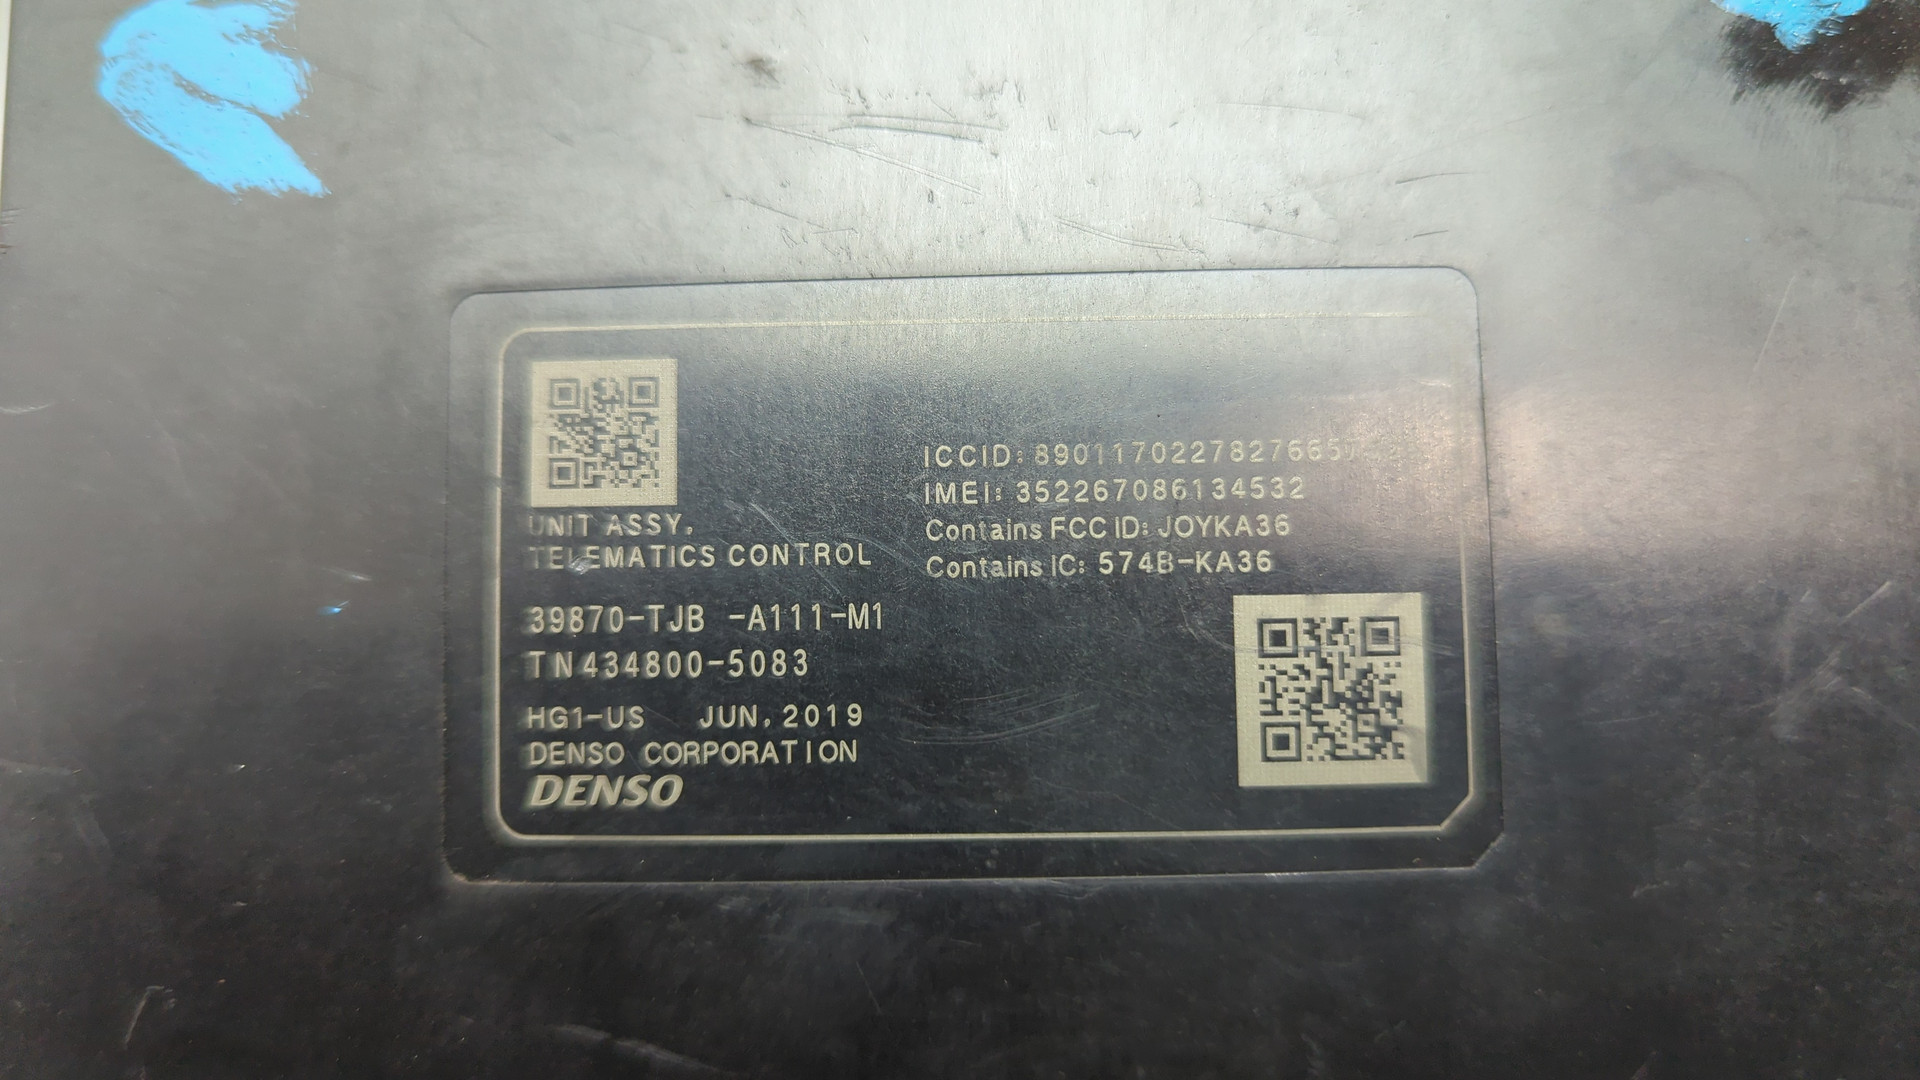 UNIT ASSY.
TELEMATICS CONTROL
39870-TJB -A111-M1
TN434800-5083
HG1-US JUN. 2019
DENSO CORPORATION
DENSO
ICCID:
IMEI: 352267086134532
Contains FCC ID: JOYKA36
Contains IC: 574B-KA36